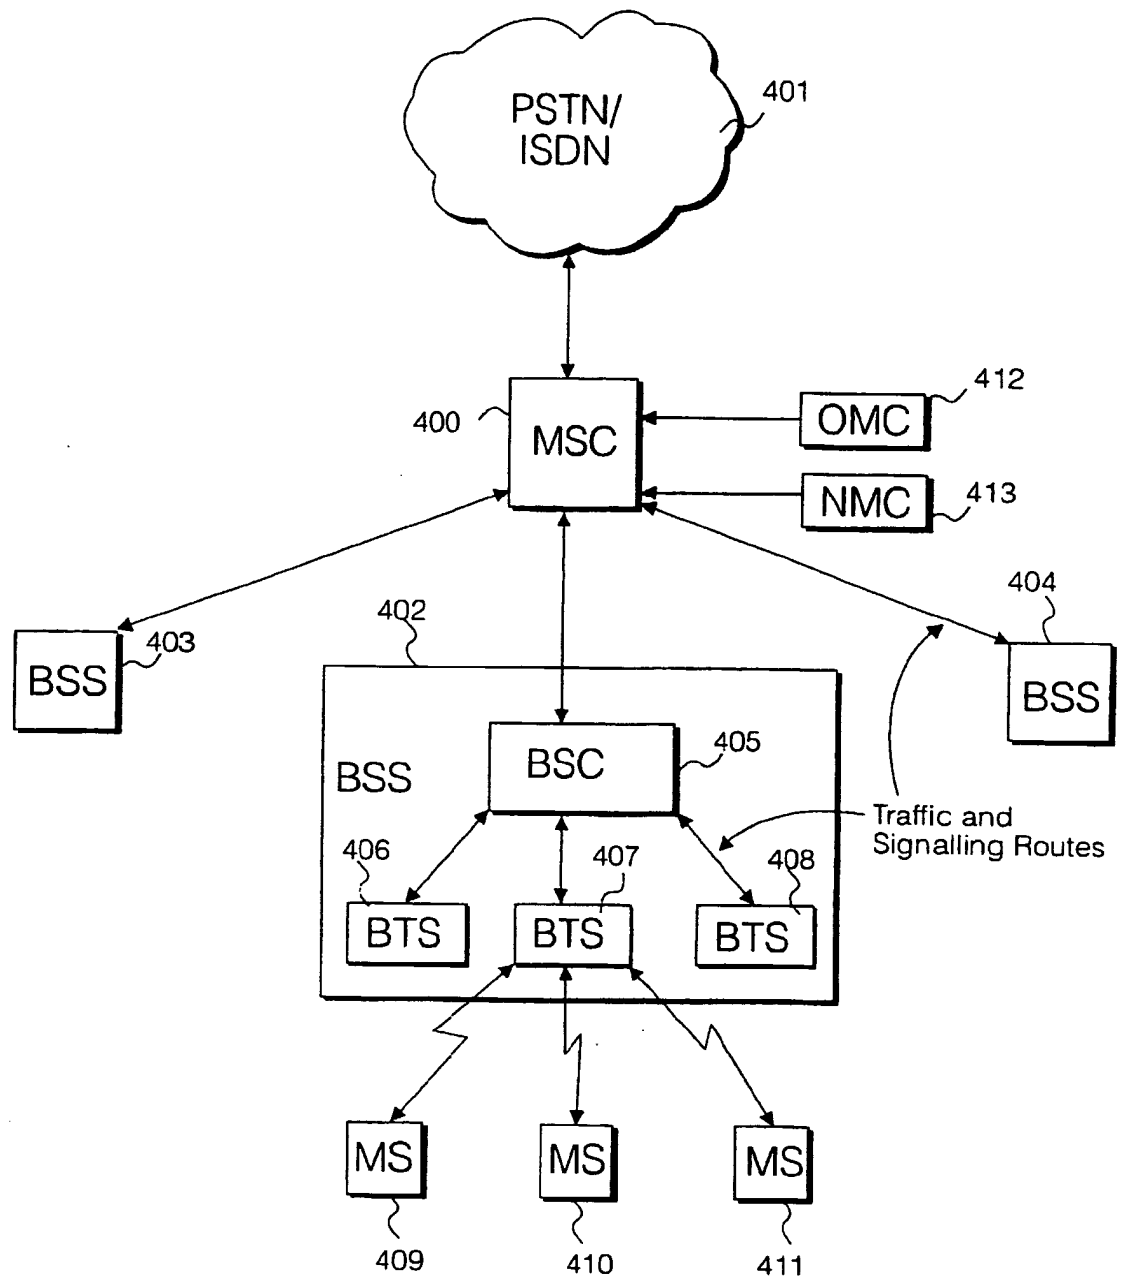 PSTN/
ISDN
401
400
MSC
OMC
412
NMC
413
BSS
403
402
404
BSS
BSS
BSC
405
Traffic and
Signalling Routes
406
407
408
BTS
BTS
BTS
MS
MS
MS
409
410
411